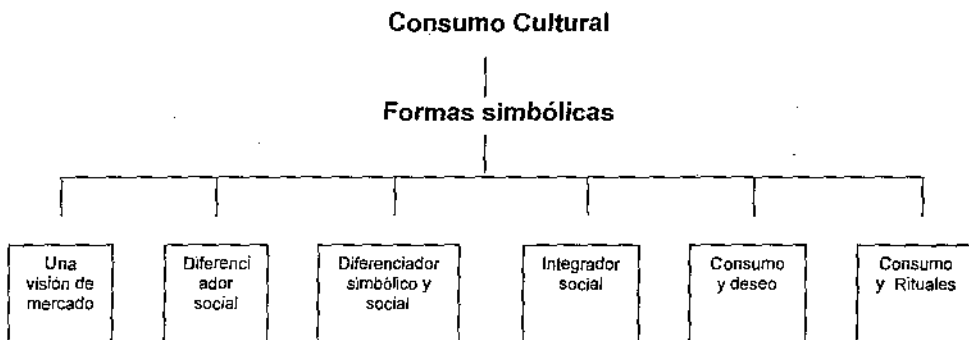 Consumo Cultural
Formas simbólicas
Una
visión de
mercado
Diferenci
ador
social
Diferenciador
simbólico y
social
Integrador
social
Consumo
y deseo
Consumo
y Rituales